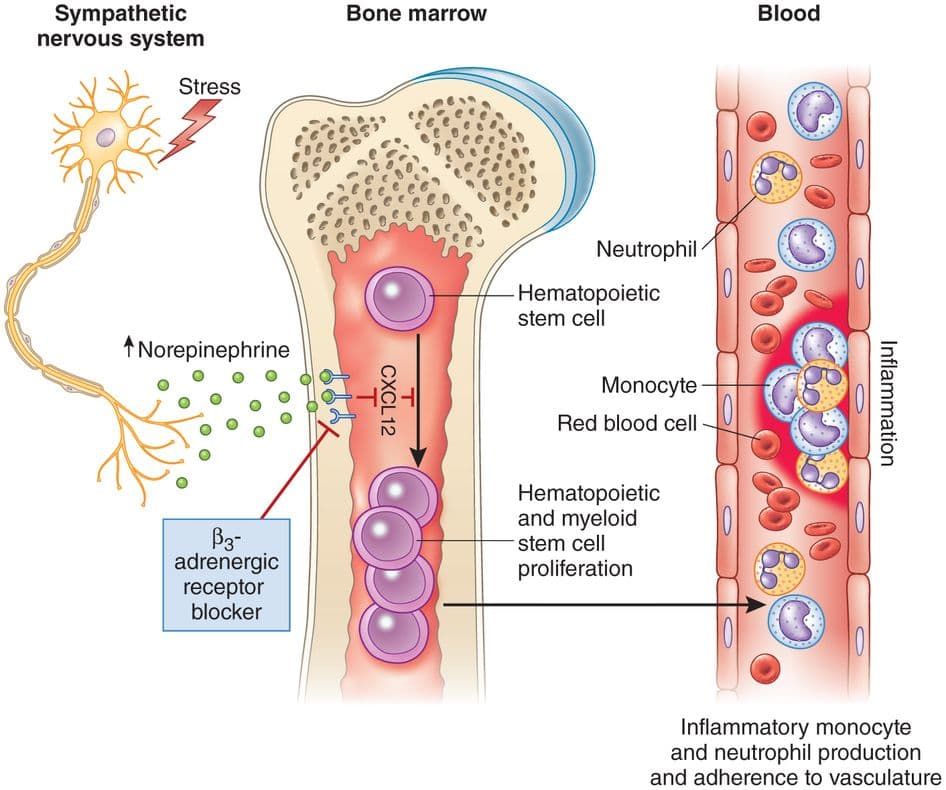 Sympathetic
nervous system
Bone marrow
Blood
Stress
Neutrophil
Hematopoietic
stem cell
↑Norepinephrine
CXCL12
Monocyte
Red blood cell
Inflammation
Hematopoietic
and myeloid
stem cell
proliferation
β3-
adrenergic
receptor
blocker
Inflammatory monocyte
and neutrophil production
and adherence to vasculature